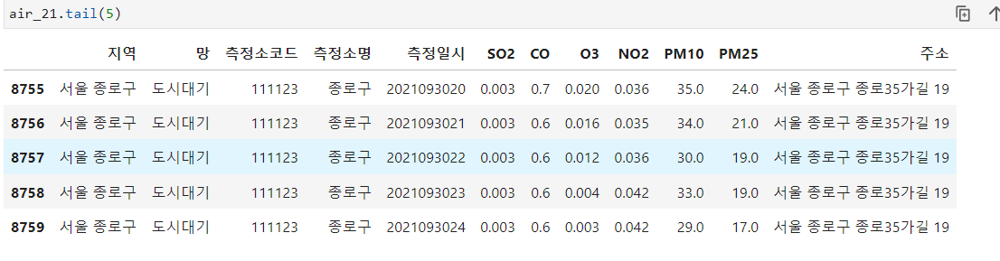 air_21.tail(5)
지역 망 측정소코드 측정소명 측정일시 SO2 CO O3 NO2 PM10 PM25 주소
8755 서울 종로구 도시대기 111123 종로구 2021093020 0.003 0.7 0.020 0.036 35.0 24.0 서울 종로구 종로35가길 19
8756 서울 종로구 도시대기 111123 종로구 2021093021 0.003 0.6 0.016 0.035 34.0 21.0 서울 종로구 종로35가길 19
8757 서울 종로구 도시대기 111123 종로구 2021093022 0.003 0.6 0.012 0.036 30.0 19.0 서울 종로구 종로35가길 19
8758 서울 종로구 도시대기 111123 종로구 2021093023 0.003 0.6 0.004 0.042 33.0 19.0 서울 종로구 종로35가길 19
8759 서울 종로구 도시대기 111123 종로구 2021093024 0.003 0.6 0.003 0.042 29.0 17.0 서울 종로구 종로35가길 19